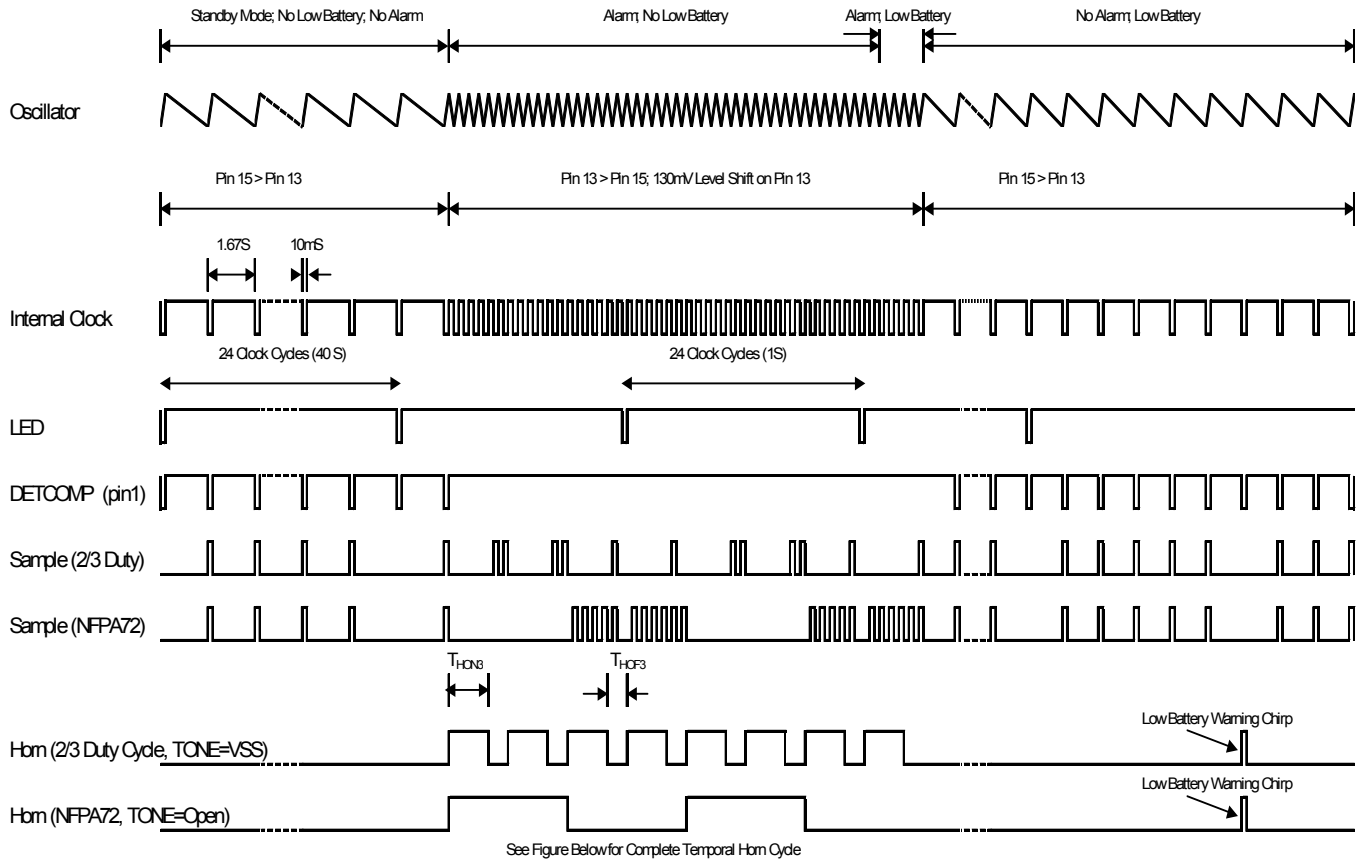 Standby Mode; No Low Battery; No Alarm
Alarm; No Low Battery
Alarm; Low Battery
No Alarm; Low Battery
Oscillator
Pin 15 > Pin 13
Pin 13 > Pin 15; 130mV Level Shift on Pin 13
Pin 15 > Pin 13
1.67S
10mS
Internal Clock
24 Clock Cycles (40 S)
24 Clock Cycles (1S)
LED
DETCOMP (pin1)
Sample (2/3 Duty)
Sample (NFPA72)
THON3
THOF3
Low Battery Warning Chirp
Horn (2/3 Duty Cycle, TONE=VSS)
Low Battery Warning Chirp
Horn (NFPA72, TONE=Open)
See Figure Below for Complete Temporal Horn Cycle